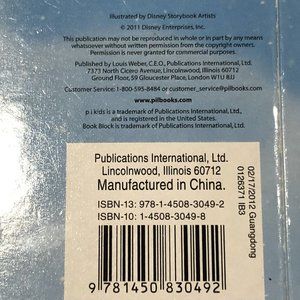 Illustrated by Disney Storybook Artists
© 2011 Disney Enterprises, Inc.
This publication may not be reproduced in whole or in part by any means
whatsoever without written permission from the copyright owners.
Permission is never granted for commercial purposes.
Published by Louis Weber, C.E.O., Publications International, Ltd.
7373 North Cicero Avenue, Lincolnwood, Illinois 60712
Ground Floor, 59 Gloucester Place, London W1U 8JJ
Customer Service: 1-800-595-8484 or customer_service@pilbooks.com
www.pilbooks.com
p i kids is a trademark of Publications International, Ltd.,
and is registered in the United States.
Book Block is a trademark of Publications International, Ltd.
Publications International, Ltd.
Lincolnwood, Illinois 60712
Manufactured in China.
ISBN-13: 978-1-4508-3049-2
ISBN-10: 1-4508-3049-8
9 781450 830492
02/17/2012 Guangdong
0126371 IB3